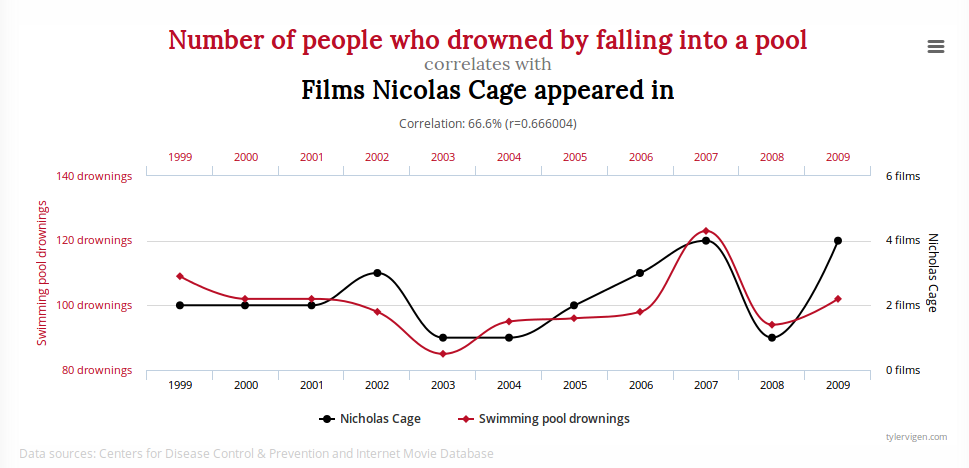 Number of people who drowned by falling into a pool
correlates with
Films Nicolas Cage appeared in
Correlation: 66.6% (r=0.666004)
1999 2000 2001 2002 2003 2004 2005 2006 2007 2008 2009
Swimming pool drownings
140 drownings
120 drownings
100 drownings
80 drownings
6 films
4 films
2 films
0 films
Nicholas Cage
1999 2000 2001 2002 2003 2004 2005 2006 2007 2008 2009
Nicholas Cage Swimming pool drownings
tylervigen.com
Data sources: Centers for Disease Control & Prevention and Internet Movie Database